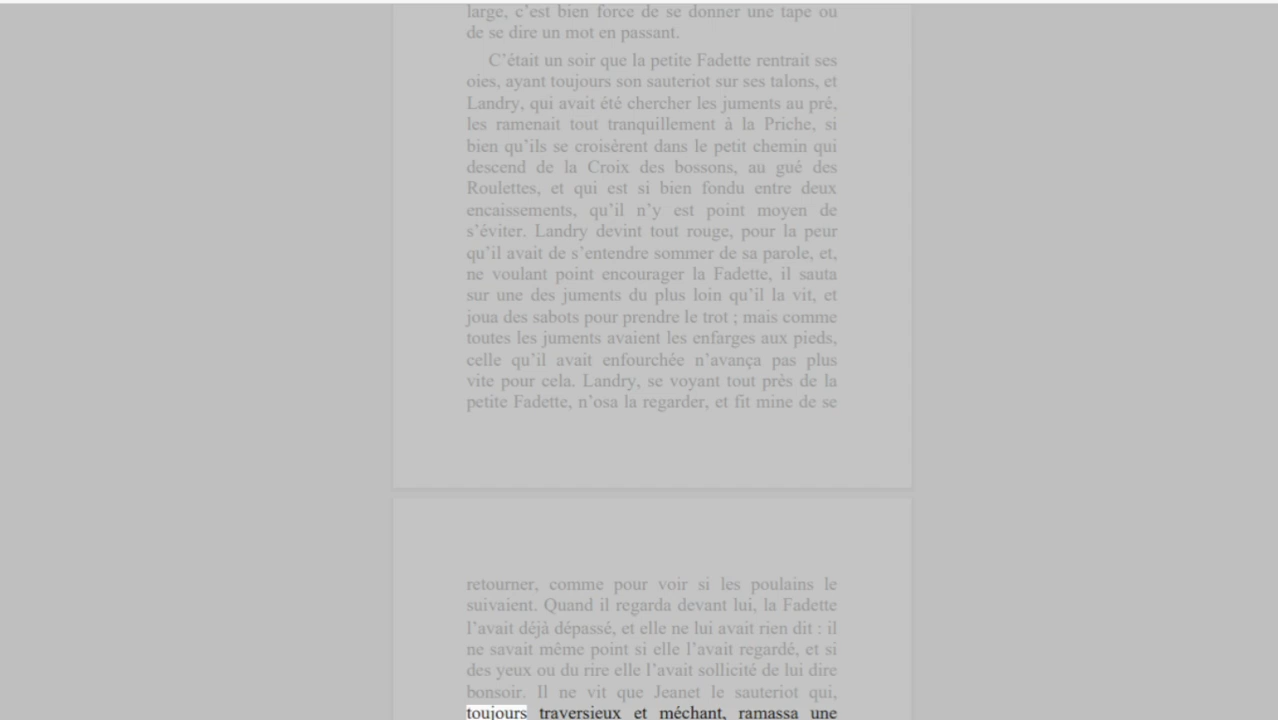 large, c’est bien force de se donner une tape ou
de se dire un mot en passant.
C’était un soir que la petite Fadette rentrait ses
oies, ayant toujours son sauteriot sur ses talons, et
Landry, qui avait été chercher les juments au pré,
les ramenait tout tranquillement à la Priche, si
bien qu’ils se croisèrent dans le petit chemin qui
descend de la Croix des bossons, au gué des
Roulettes, et qui est si bien fondu entre deux
encaissements, qu’il n’y est point moyen de
s’éviter. Landry devint tout rouge, pour la peur
qu’il avait de s’entendre sommer de sa parole, et,
ne voulant point encourager la Fadette, il sauta
sur une des juments du plus loin qu’il la vit, et
joua des sabots pour prendre le trot ; mais comme
toutes les juments avaient les enfarges aux pieds,
celle qu’il avait enfourchée n’avança pas plus
vite pour cela. Landry, se voyant tout près de la
petite Fadette, n’osa la regarder, et fit mine de se
retourner, comme pour voir si les poulains le
suivaient. Quand il regarda devant lui, la Fadette
l’avait déjà dépassé, et elle ne lui avait rien dit : il
ne savait même point si elle l’avait regardé, et si
des yeux ou du rire elle l’avait sollicité de lui dire
bonsoir. Il ne vit que Jeanet le sauteriot qui,
toujours traversieux et méchant, ramassa une